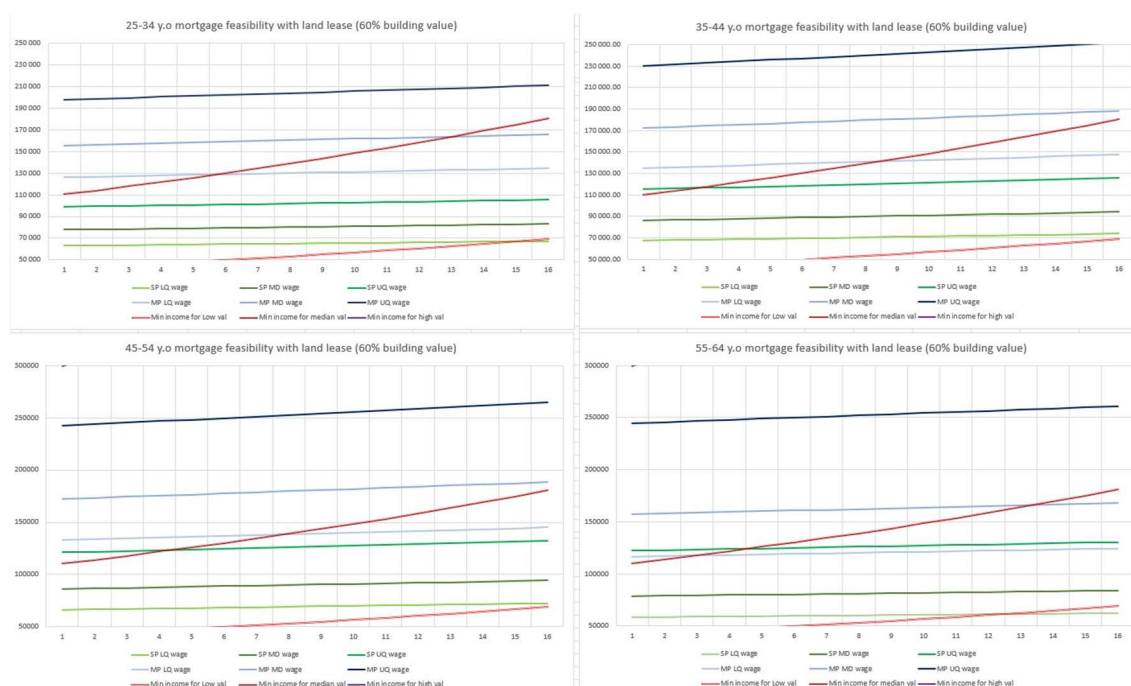 25-34 y.o mortgage feasibility with land lease (60% building value)
250 000
230 000
210 000
190 000
170 000
150 000
130 000
110 000
90 000
70 000
50 000
1 2 3 4 5 6 7 8 9 10 11 12 13 14 15 16
SP LQ wage SP MD wage SP UQ wage
MP LQ wage MP MD wage MP UQ wage
Min income for Low val Min income for median val Min income for high val
35-44 y.o mortgage feasibility with land lease (60% building value)
250 000.00
230 000.00
210 000.00
190 000.00
170 000.00
150 000.00
130 000.00
110 000.00
90 000.00
70 000.00
50 000.00
1 2 3 4 5 6 7 8 9 10 11 12 13 14 15 16
SP LQ wage SP MD wage SP UQ wage
MP LQ wage MP MD wage MP UQ wage
Min income for Low val Min income for median val Min income for high val
45-54 y.o mortgage feasibility with land lease (60% building value)
300000
250000
200000
150000
100000
50000
1 2 3 4 5 6 7 8 9 10 11 12 13 14 15 16
SP LQ wage SP MD wage SP UQ wage
MP LQ wage MP MD wage MP UQ wage
Min income for Low val Min income for median val Min income for high val
55-64 y.o mortgage feasibility with land lease (60% building value)
300000
250000
200000
150000
100000
50000
1 2 3 4 5 6 7 8 9 10 11 12 13 14 15 16
SP LQ wage SP MD wage SP UQ wage
MP LQ wage MP MD wage MP UQ wage
Min income for Low val Min income for median val Min income for high val